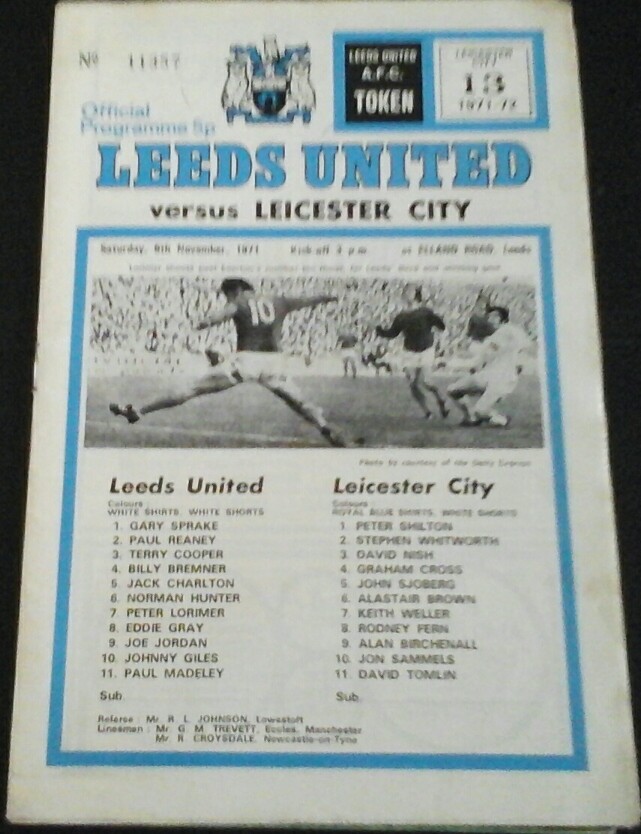 Nº 11357
Official
Programme 5p
LEEDS UNITED
A.F.C.
TOKEN
LEICESTER
CITY
13
1971-72
LEEDS UNITED
versus LEICESTER CITY
Saturday, 6th November, 1971 Kick-off 3 p.m. at ELLAND ROAD, Leeds
Photo by courtesy of the Daily Express
Leeds United
Colours:
WHITE SHIRTS, WHITE SHORTS
1. GARY SPRAKE
2. PAUL REANEY
3. TERRY COOPER
4. BILLY BREMNER
5. JACK CHARLTON
6. NORMAN HUNTER
7. PETER LORIMER
8. EDDIE GRAY
9. JOE JORDAN
10. JOHNNY GILES
11. PAUL MADELEY
Sub.
Leicester City
Colours:
ROYAL BLUE SHIRTS, WHITE SHORTS
1. PETER SHILTON
2. STEPHEN WHITWORTH
3. DAVID NISH
4. GRAHAM CROSS
5. JOHN SJOBERG
6. ALASTAIR BROWN
7. KEITH WELLER
8. RODNEY FERN
9. ALAN BIRCHENALL
10. JON SAMMELS
11. DAVID TOMLIN
Sub.
Referee: Mr. R. L. JOHNSON, Lowestoft
Linesmen: Mr. G. M. TREVETT, Eccles, Manchester
Mr. R. CROYSDALE, Newcastle-on-Tyne
10